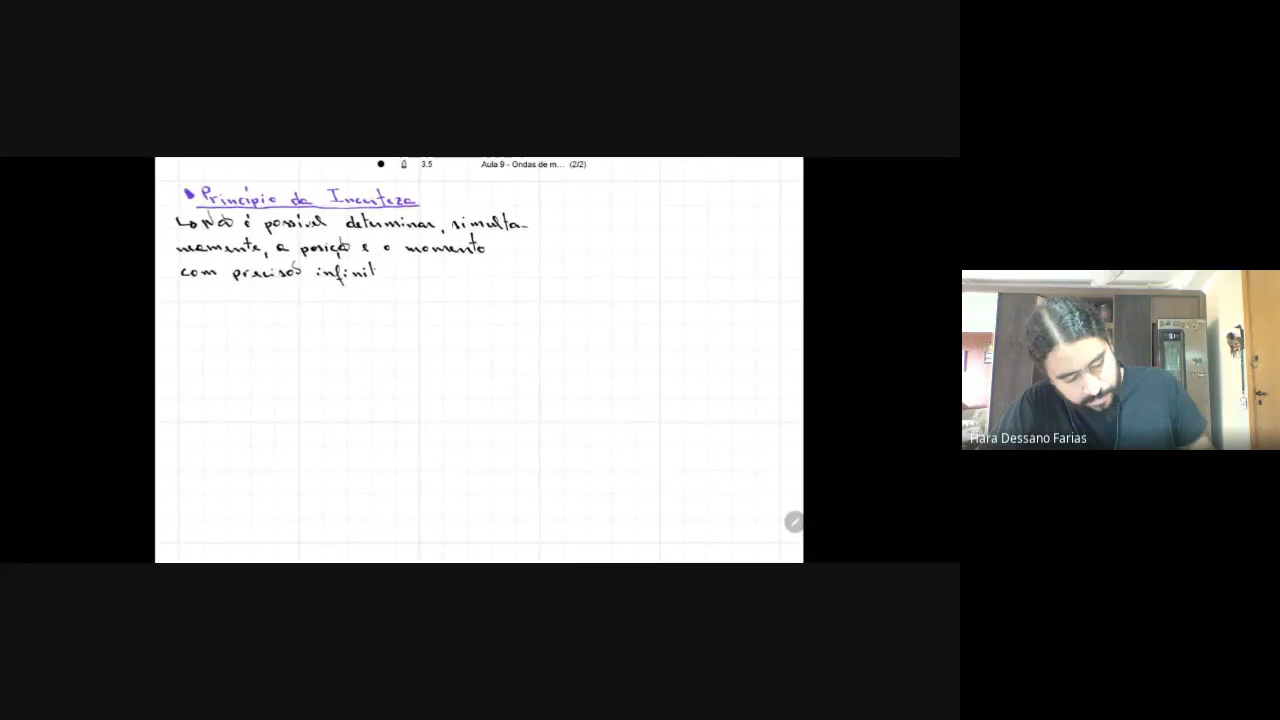 3.5 Aula 9 - Ondas de m... (2/2)
Princípio da Incerteza
↳ Não é possível determinar, simulta-
neamente, a posição e o momento
com precisão infinit
Hara Dessano Farias